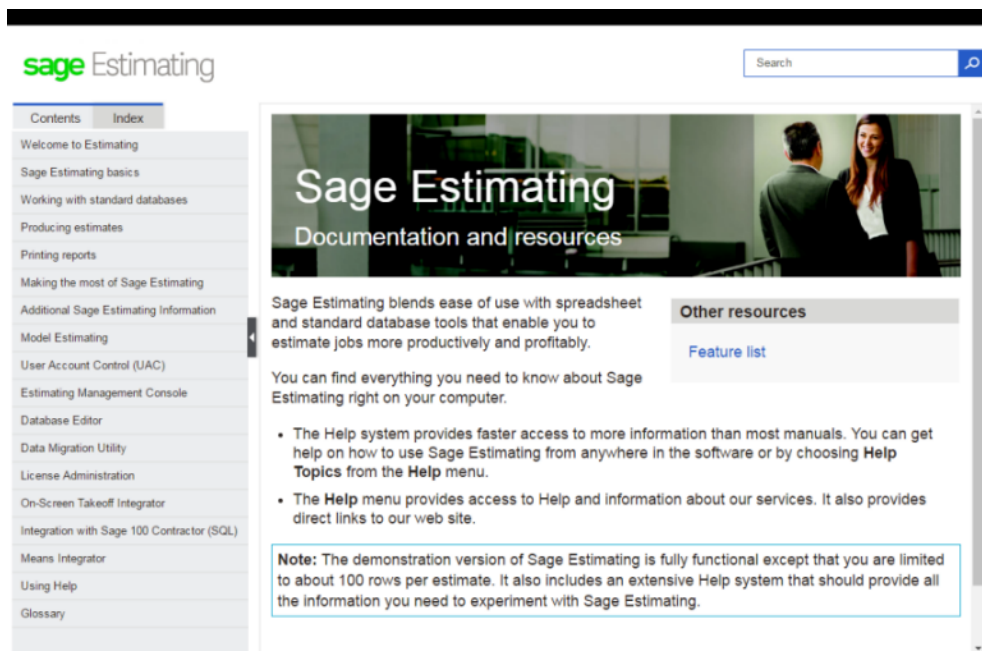 sage Estimating
Search
Contents
Index
Welcome to Estimating
Sage Estimating basics
Working with standard databases
Producing estimates
Printing reports
Making the most of Sage Estimating
Additional Sage Estimating Information
Model Estimating
User Account Control (UAC)
Estimating Management Console
Database Editor
Data Migration Utility
License Administration
On-Screen Takeoff Integrator
Integration with Sage 100 Contractor (SQL)
Means Integrator
Using Help
Glossary
Sage Estimating
Documentation and resources
Sage Estimating blends ease of use with spreadsheet
and standard database tools that enable you to
estimate jobs more productively and profitably.
You can find everything you need to know about Sage
Estimating right on your computer.
Other resources
Feature list
• The Help system provides faster access to more information than most manuals. You can get
help on how to use Sage Estimating from anywhere in the software or by choosing Help
Topics from the Help menu.
• The Help menu provides access to Help and information about our services. It also provides
direct links to our web site.
Note: The demonstration version of Sage Estimating is fully functional except that you are limited
to about 100 rows per estimate. It also includes an extensive Help system that should provide all
the information you need to experiment with Sage Estimating.